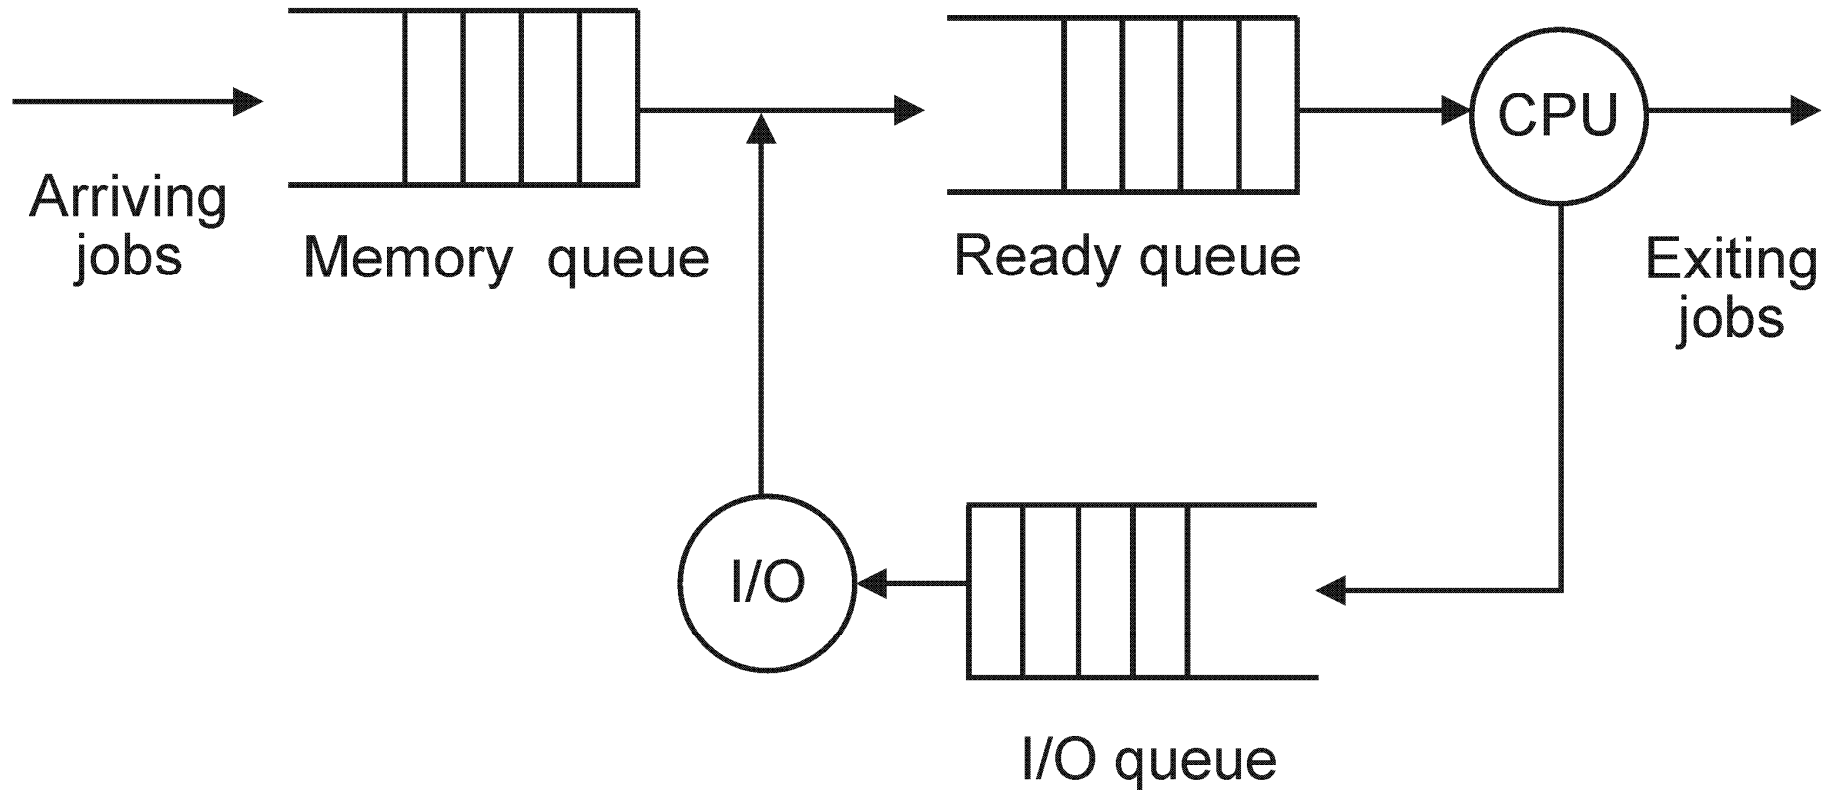 CPU
Arriving
jobs
Memory queue
Ready queue
Exiting
jobs
I/O
I/O queue